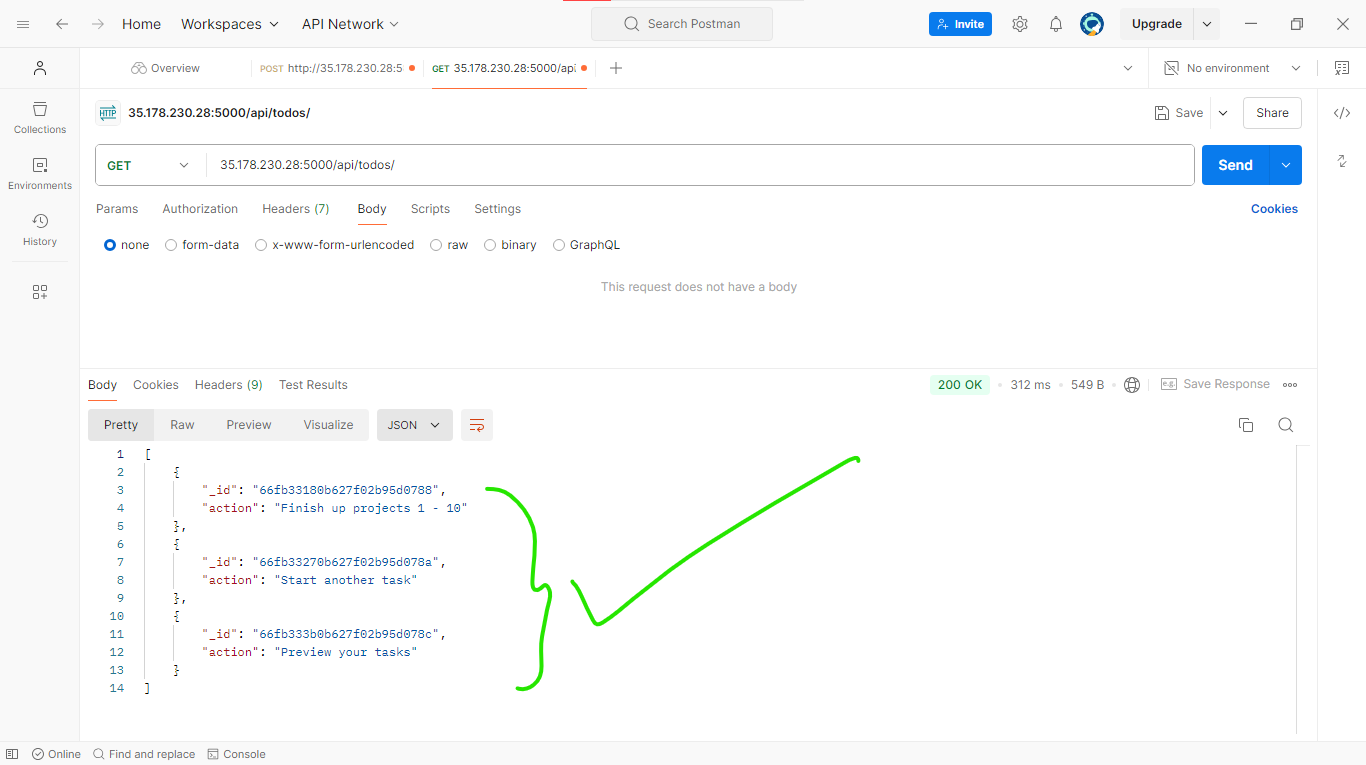 Home Workspaces API Network Search Postman Invite Upgrade
Overview POST http://35.178.230.28:5 GET 35.178.230.28:5000/api No environment
HTTP 35.178.230.28:5000/api/todos/ Save Share
GET 35.178.230.28:5000/api/todos/ Send
Collections
Environments
History
Params Authorization Headers (7) Body Scripts Settings Cookies
none form-data x-www-form-urlencoded raw binary GraphQL
This request does not have a body
Body Cookies Headers (9) Test Results 200 OK 312 ms 549 B e.g. Save Response
Pretty Raw Preview Visualize JSON
1 [
2 {
3 "_id": "66fb33180b627f02b95d0788",
4 "action": "Finish up projects 1 - 10"
5 },
6 {
7 "_id": "66fb33270b627f02b95d078a",
8 "action": "Start another task"
9 },
10 {
11 "_id": "66fb333b0b627f02b95d078c",
12 "action": "Preview your tasks"
13 }
14 ]
Online Find and replace Console